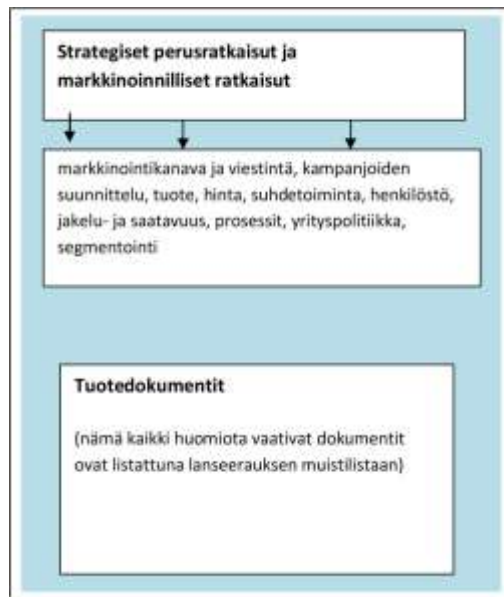 Strategiset perusratkaisut ja
markkinoinnilliset ratkaisut
markkinointikanava ja viestintä, kampanjoiden
suunnittelu, tuote, hinta, suhdetoiminta, henkilöstö,
jakelu- ja saatavuus, prosessit, yrityspolitiikka,
segmentointi
Tuotedokumentit
(nämä kaikki huomiota vaativat dokumentit
ovat listattuna lanseerauksen muistilistaan)